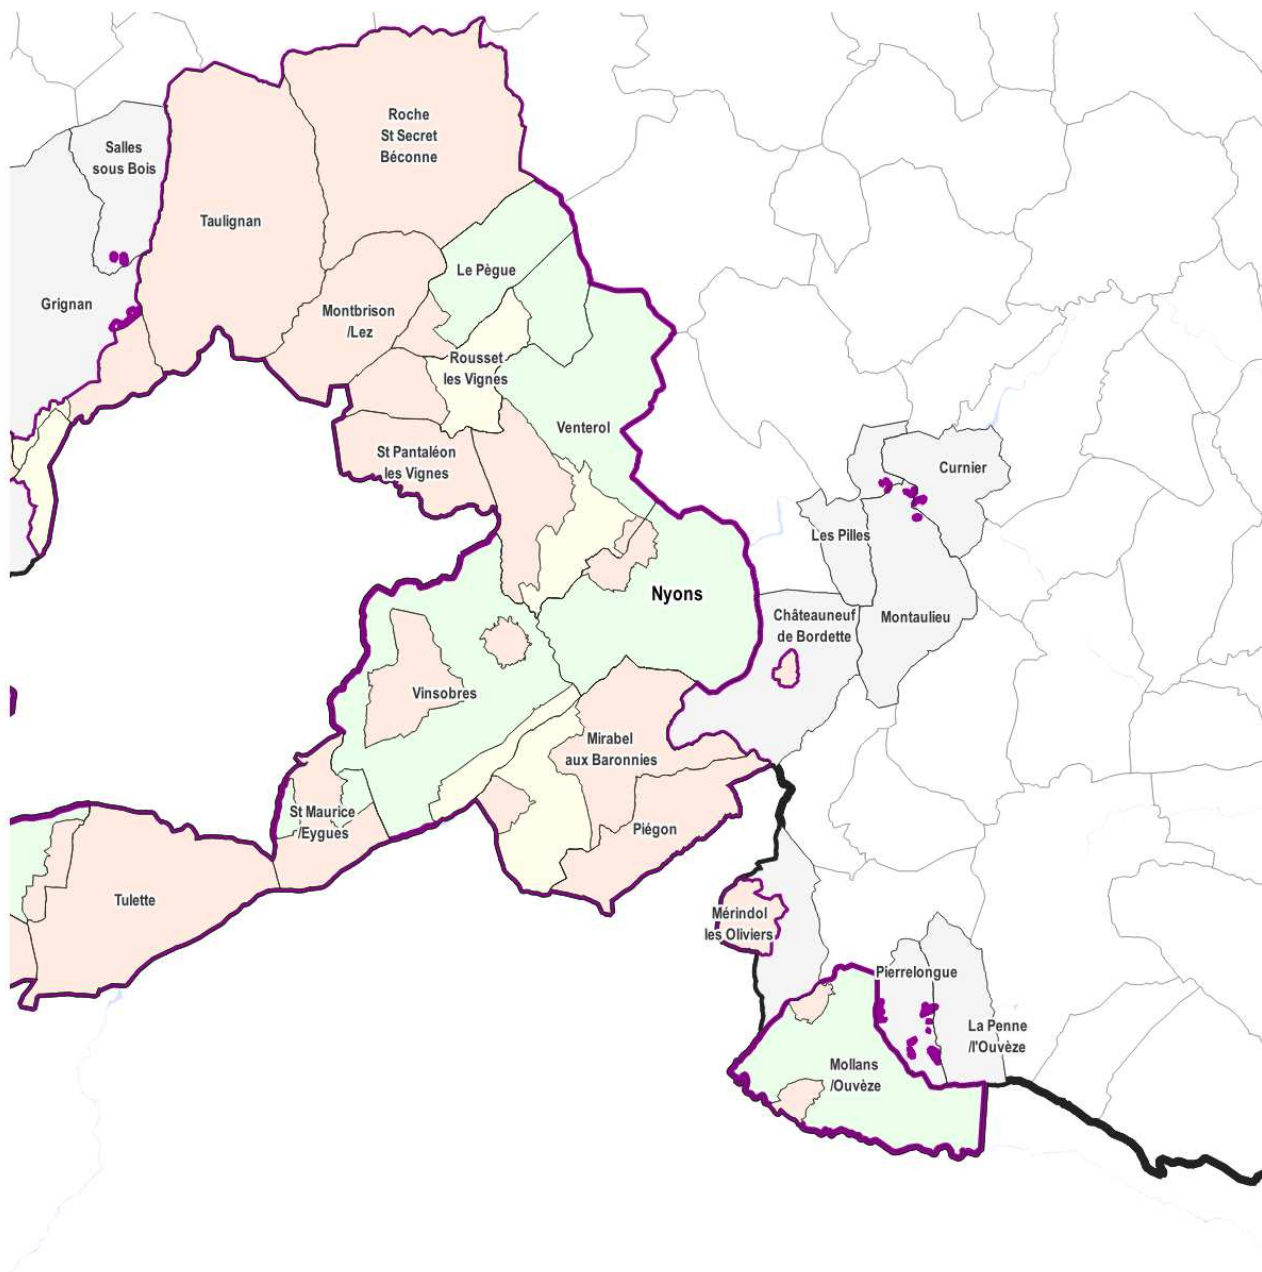 Roche
St Secret
Béconne
Salles
sous Bois
Taulignan
Le Pègue
Grignan
Montbrison
/Lez
Rousset
les Vignes
Venterol
St Pantaléon
les Vignes
Curnier
Les Pilles
Nyons
Châteauneuf
de Bordette
Montaulieu
Vinsobres
Mirabel
aux Baronnies
St Maurice
/Eygues
Piégon
Tulette
Mérindol
les Oliviers
Pierrelongue
La Penne
/l'Ouvèze
Mollans
/Ouvèze